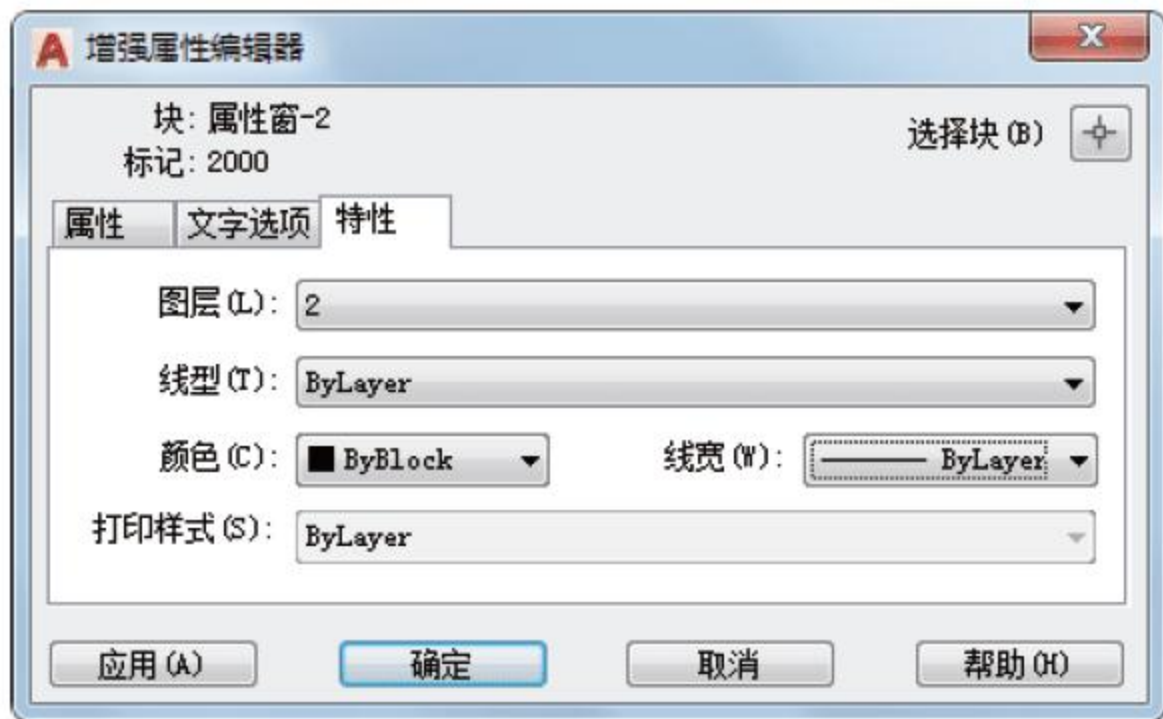 增强属性编辑器
块: 属性窗-2
选择块(B)
标记: 2000
属性 文字选项 特性
图层(L): 2
线型(T): ByLayer
颜色(C): ByBlock 线宽(W): ByLayer
打印样式(S): ByLayer
应用(A) 确定 取消 帮助(H)